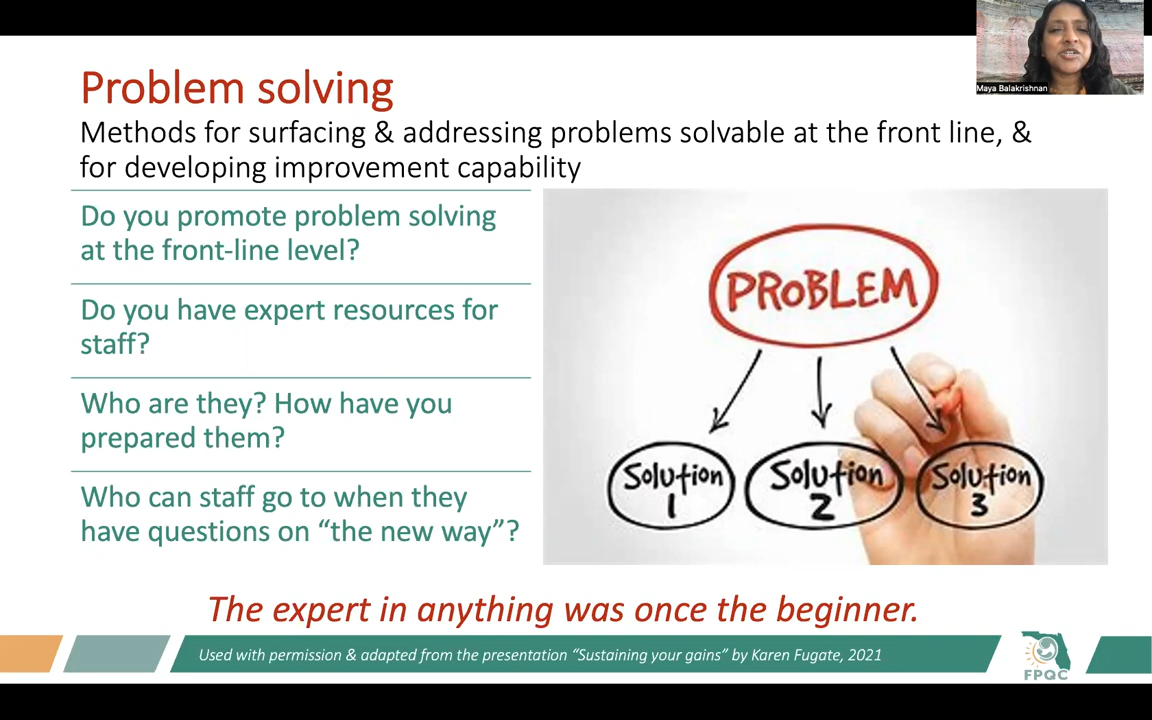 Maya Balakrishnan
Problem solving
Methods for surfacing & addressing problems solvable at the front line, &
for developing improvement capability
Do you promote problem solving
at the front-line level?
Do you have expert resources for
staff?
Who are they? How have you
prepared them?
Who can staff go to when they
have questions on “the new way”?
PROBLEM
Solution
1
Solution
2
Solution
3
The expert in anything was once the beginner.
Used with permission & adapted from the presentation “Sustaining your gains” by Karen Fugate, 2021
FPQC